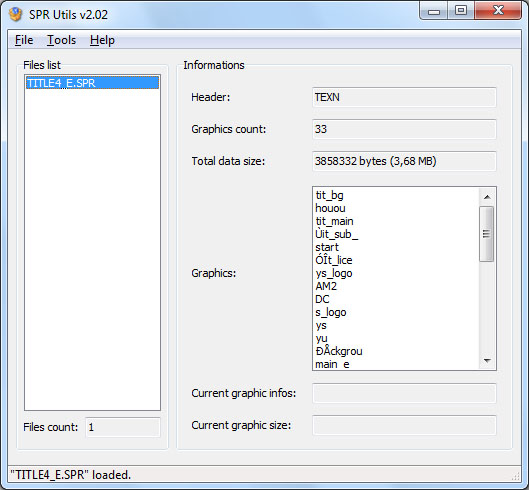 SPR Utils v2.02
File Tools Help
Files list
TITLE4_E.SPR
Files count: 1
Informations
Header: TEXN
Graphics count: 33
Total data size: 3858332 bytes (3,68 MB)
Graphics:
tit_bg
houou
tit_main
Ùit_sub_
start
ÓÎt_lice
ys_logo
AM2
DC
s_logo
ys
yu
ÐÂckgrou
main_e
Current graphic infos:
Current graphic size:
"TITLE4_E.SPR" loaded.